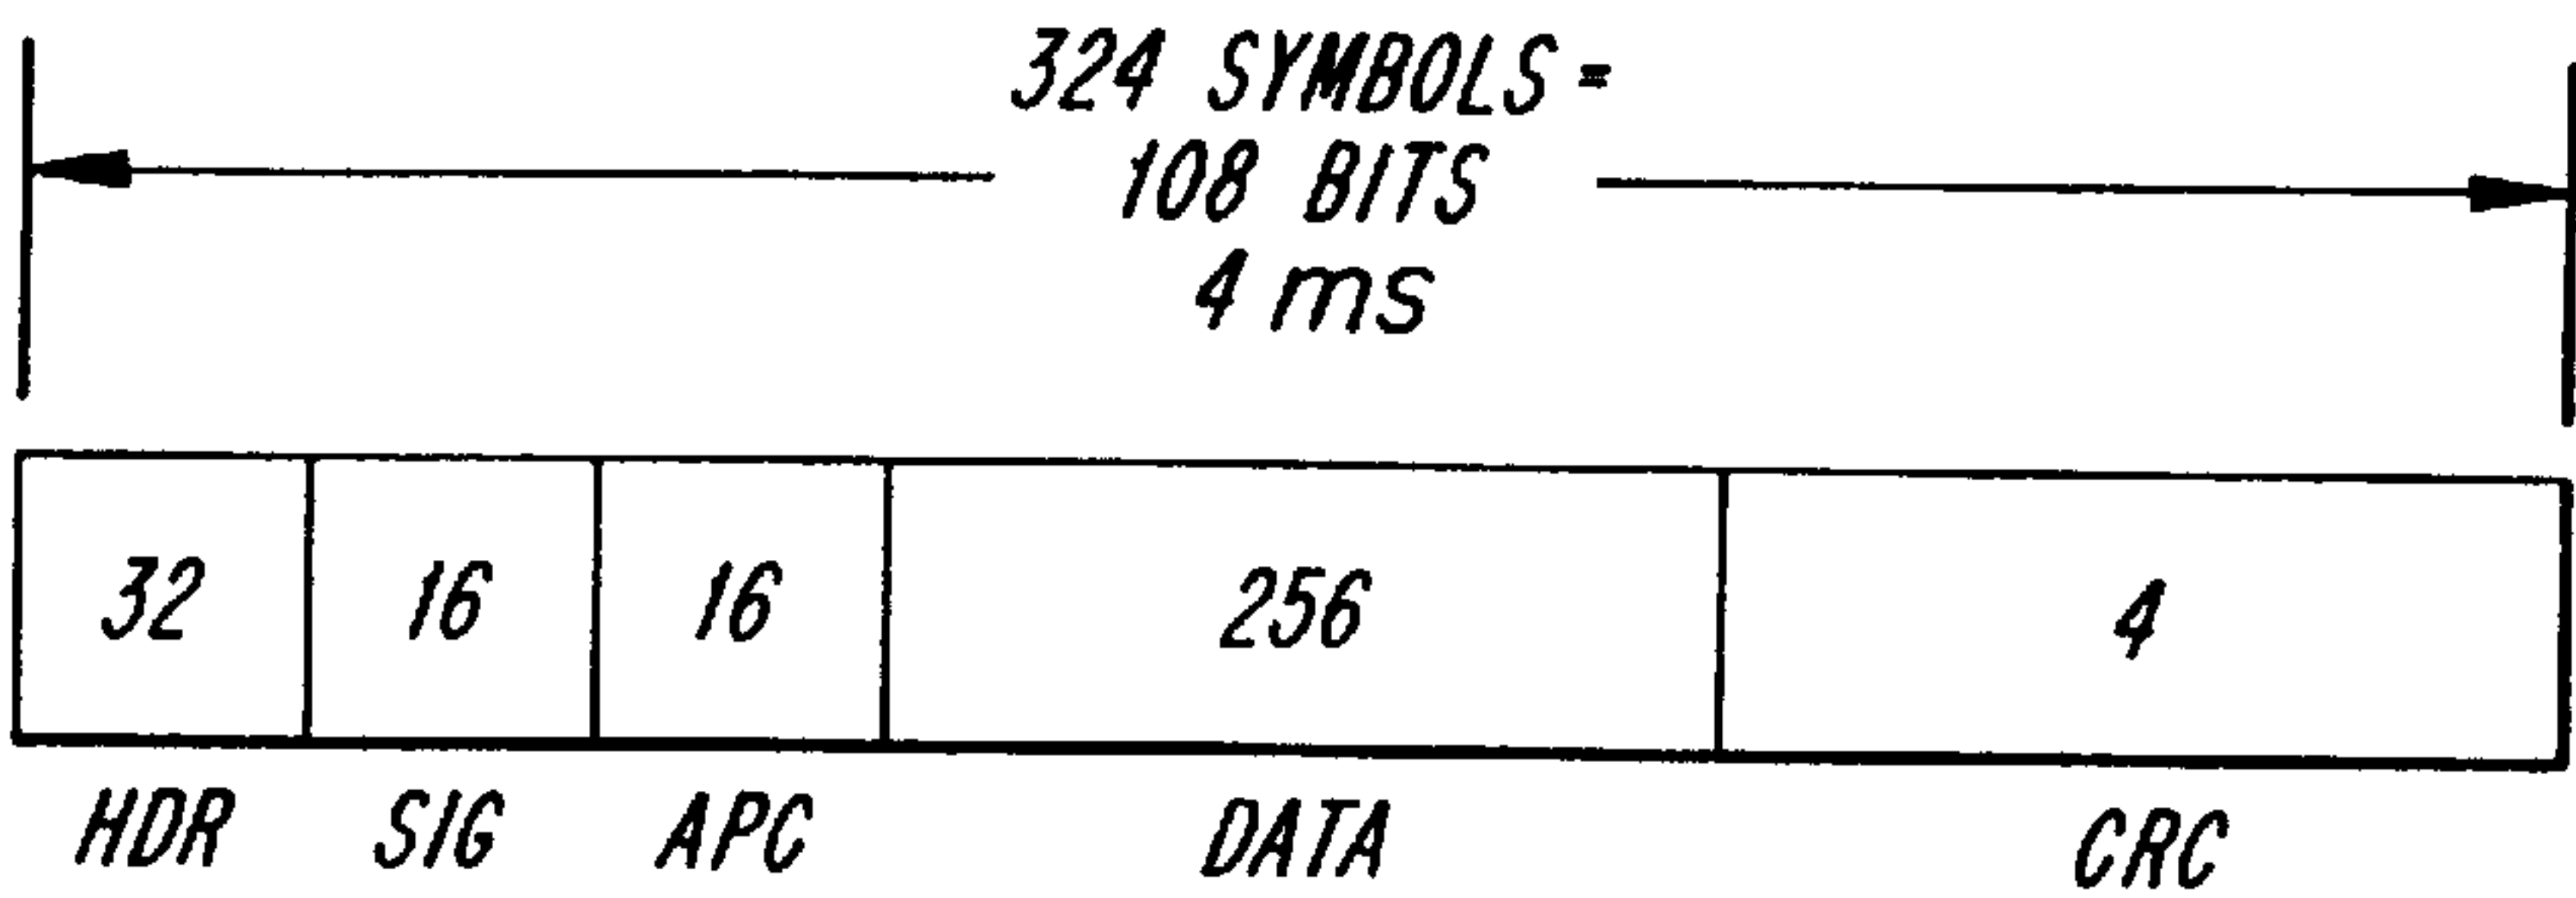 324 SYMBOLS =
108 BITS
4 ms
32 16 16 256 4
HDR SIG APC DATA CRC